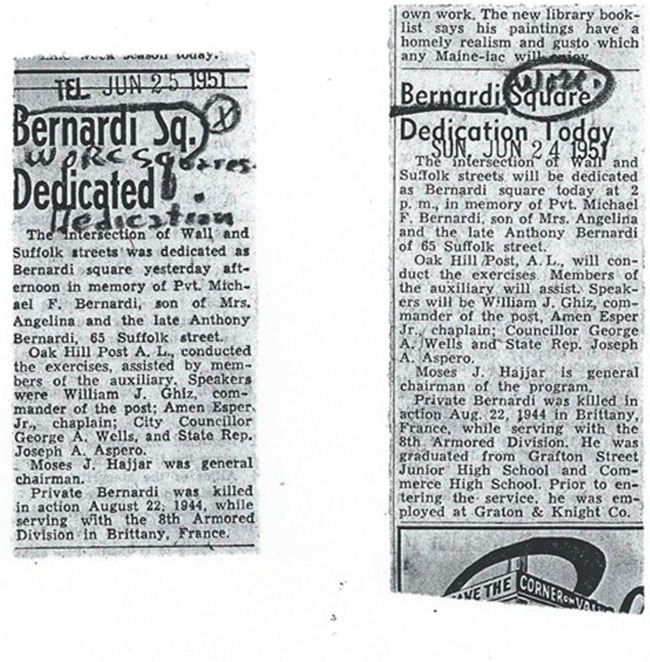 TEL. JUN 25 1951
Bernardi Sq.
X
Worc Squares.
Dedicated
Dedication
The intersection of Wall and
Suffolk streets was dedicated as
Bernardi square yesterday aft-
ernoon in memory of Pvt. Mich-
ael F. Bernardi, son of Mrs.
Angelina and the late Anthony
Bernardi, 65 Suffolk street.
Oak Hill Post A. L., conducted
the exercises, assisted by mem-
bers of the auxiliary. Speakers
were William J. Ghiz, com-
mander of the post; Amen Esper
Jr., chaplain; City Councillor
George A. Wells, and State Rep.
Joseph A. Aspero.
Moses J. Hajjar was general
chairman.
Private Bernardi was killed
in action August 22, 1944, while
serving with the 8th Armored
Division in Brittany, France.
own work. The new library book-
list says his paintings have a
homely realism and gusto which
any Maine-iac will enjoy.
Worc.
Bernardi Square
Dedication Today
SUN. JUN 24 1951
The intersection of Wall and
Suffolk streets will be dedicated
as Bernardi square today at 2
p. m., in memory of Pvt. Michael
F. Bernardi, son of Mrs. Angelina
and the late Anthony Bernardi
of 65 Suffolk street.
Oak Hill Post, A. L., will con-
duct the exercises. Members of
the auxiliary will assist. Speak-
ers will be William J. Ghiz, com-
mander of the post, Amen Esper
Jr., chaplain; Councillor George
A. Wells and State Rep. Joseph
A. Aspero.
Moses J. Hajjar is general
chairman of the program.
Private Bernardi was killed in
action Aug. 22, 1944 in Brittany,
France, while serving with the
8th Armored Division. He was
graduated from Grafton Street
Junior High School and Com-
merce High School. Prior to en-
tering the service, he was em-
ployed at Graton & Knight Co.
THE CORNER ON